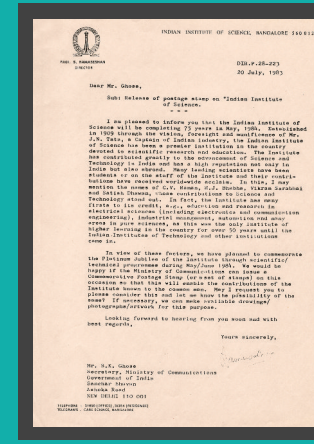 INDIAN INSTITUTE OF SCIENCE, BANGALORE 560012
DIRECTOR
DIR.P.28-223
20 July, 1983
Dear Mr. Ghose,
Sub: Release of postage stamp on "Indian Institute
of Science.
* * *
I am pleased to inform you that the Indian Institute of
Science will be completing 75 years in May, 1984. Established
in 1909 through the vision, foresight and munificence of Mr.
J.N. Tata, a Captain of Indian industry, the Indian Institute
of Science has been a premier institution in the country
devoted to scientific research and education. The Institute
has contributed greatly to the advancement of Science and
Technology in India and has a high reputation not only in
India but also abroad. Many leading scientists have been
students or on the staff of the Institute and their contri-
butions have received worldwide acclaim. In this, I may
mention the names of C.V. Raman, H.J. Bhabha, Vikram Sarabhai
and Satish Dhawan, whose contributions to Science and
Technology stand out. In fact, the Institute has many
firsts to its credit, e.g., education and research in
electrical sciences (including electronics and communication
engineering), industrial management, automation and other
areas in pure sciences. It was the only institute of
higher learning in the country for over 50 years until the
Indian Institutes of Technology and other institutions
came in.
In view of these factors, we have planned to commemorate
the Platinum Jubilee of the Institute through scientific/
technical programmes during May/June 1984. We would be
happy if the Ministry of Communications can issue a
Commemorative Postage Stamp (or a set of stamps) on this
occasion so that this will enable the contributions of the
Institute known to the common man. May I request you to
please consider this and let me know the possibility of the
same? If necessary, we can make available drawings/
photographs/artwork for this purpose.
Looking forward to hearing from you soon and with
best regards,
Yours sincerely,
Mr. S.K. Ghose
Secretary, Ministry of Communications
Government of India
Sanchar Bhavan
Ashoka Road
NEW DELHI 110 001